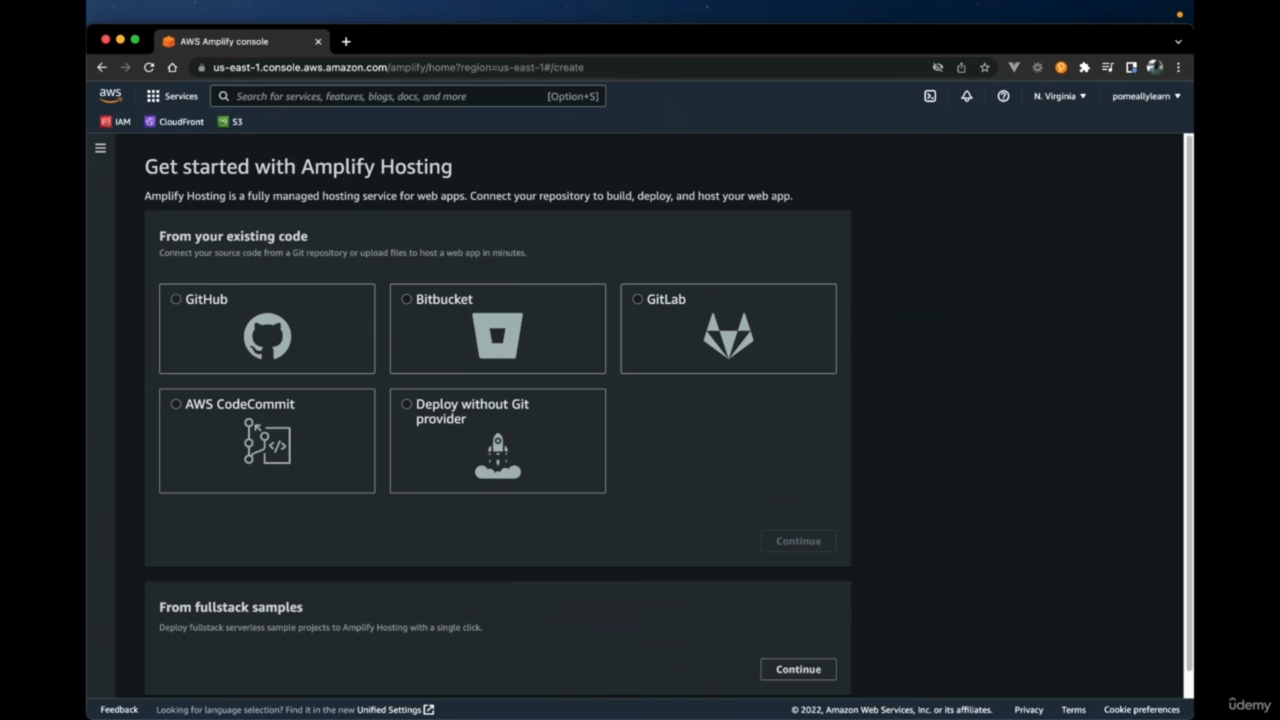 AWS Amplify console
us-east-1.console.aws.amazon.com/amplify/home?region=us-east-1#/create
aws
Services
Search for services, features, blogs, docs, and more
[Option+S]
N. Virginia
pomeallylearn
IAM
CloudFront
S3
Get started with Amplify Hosting
Amplify Hosting is a fully managed hosting service for web apps. Connect your repository to build, deploy, and host your web app.
From your existing code
Connect your source code from a Git repository or upload files to host a web app in minutes.
GitHub
Bitbucket
GitLab
AWS CodeCommit
Deploy without Git
provider
Continue
From fullstack samples
Deploy fullstack serverless sample projects to Amplify Hosting with a single click.
Continue
Feedback
Looking for language selection? Find it in the new Unified Settings
© 2022, Amazon Web Services, Inc. or its affiliates.
Privacy
Terms
Cookie preferences
ûdemy